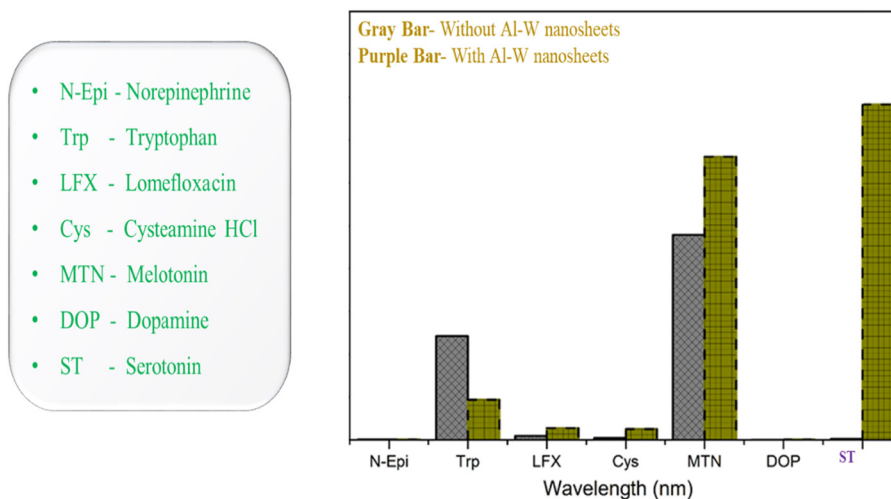 N-Epi - Norepinephrine
Trp - Tryptophan
LFX - Lomefloxacin
Cys - Cysteamine HCl
MTN - Melotonin
DOP - Dopamine
ST - Serotonin
Gray Bar- Without Al-W nanosheets
Purple Bar- With Al-W nanosheets
N-Epi Trp LFX Cys MTN DOP ST
Wavelength (nm)